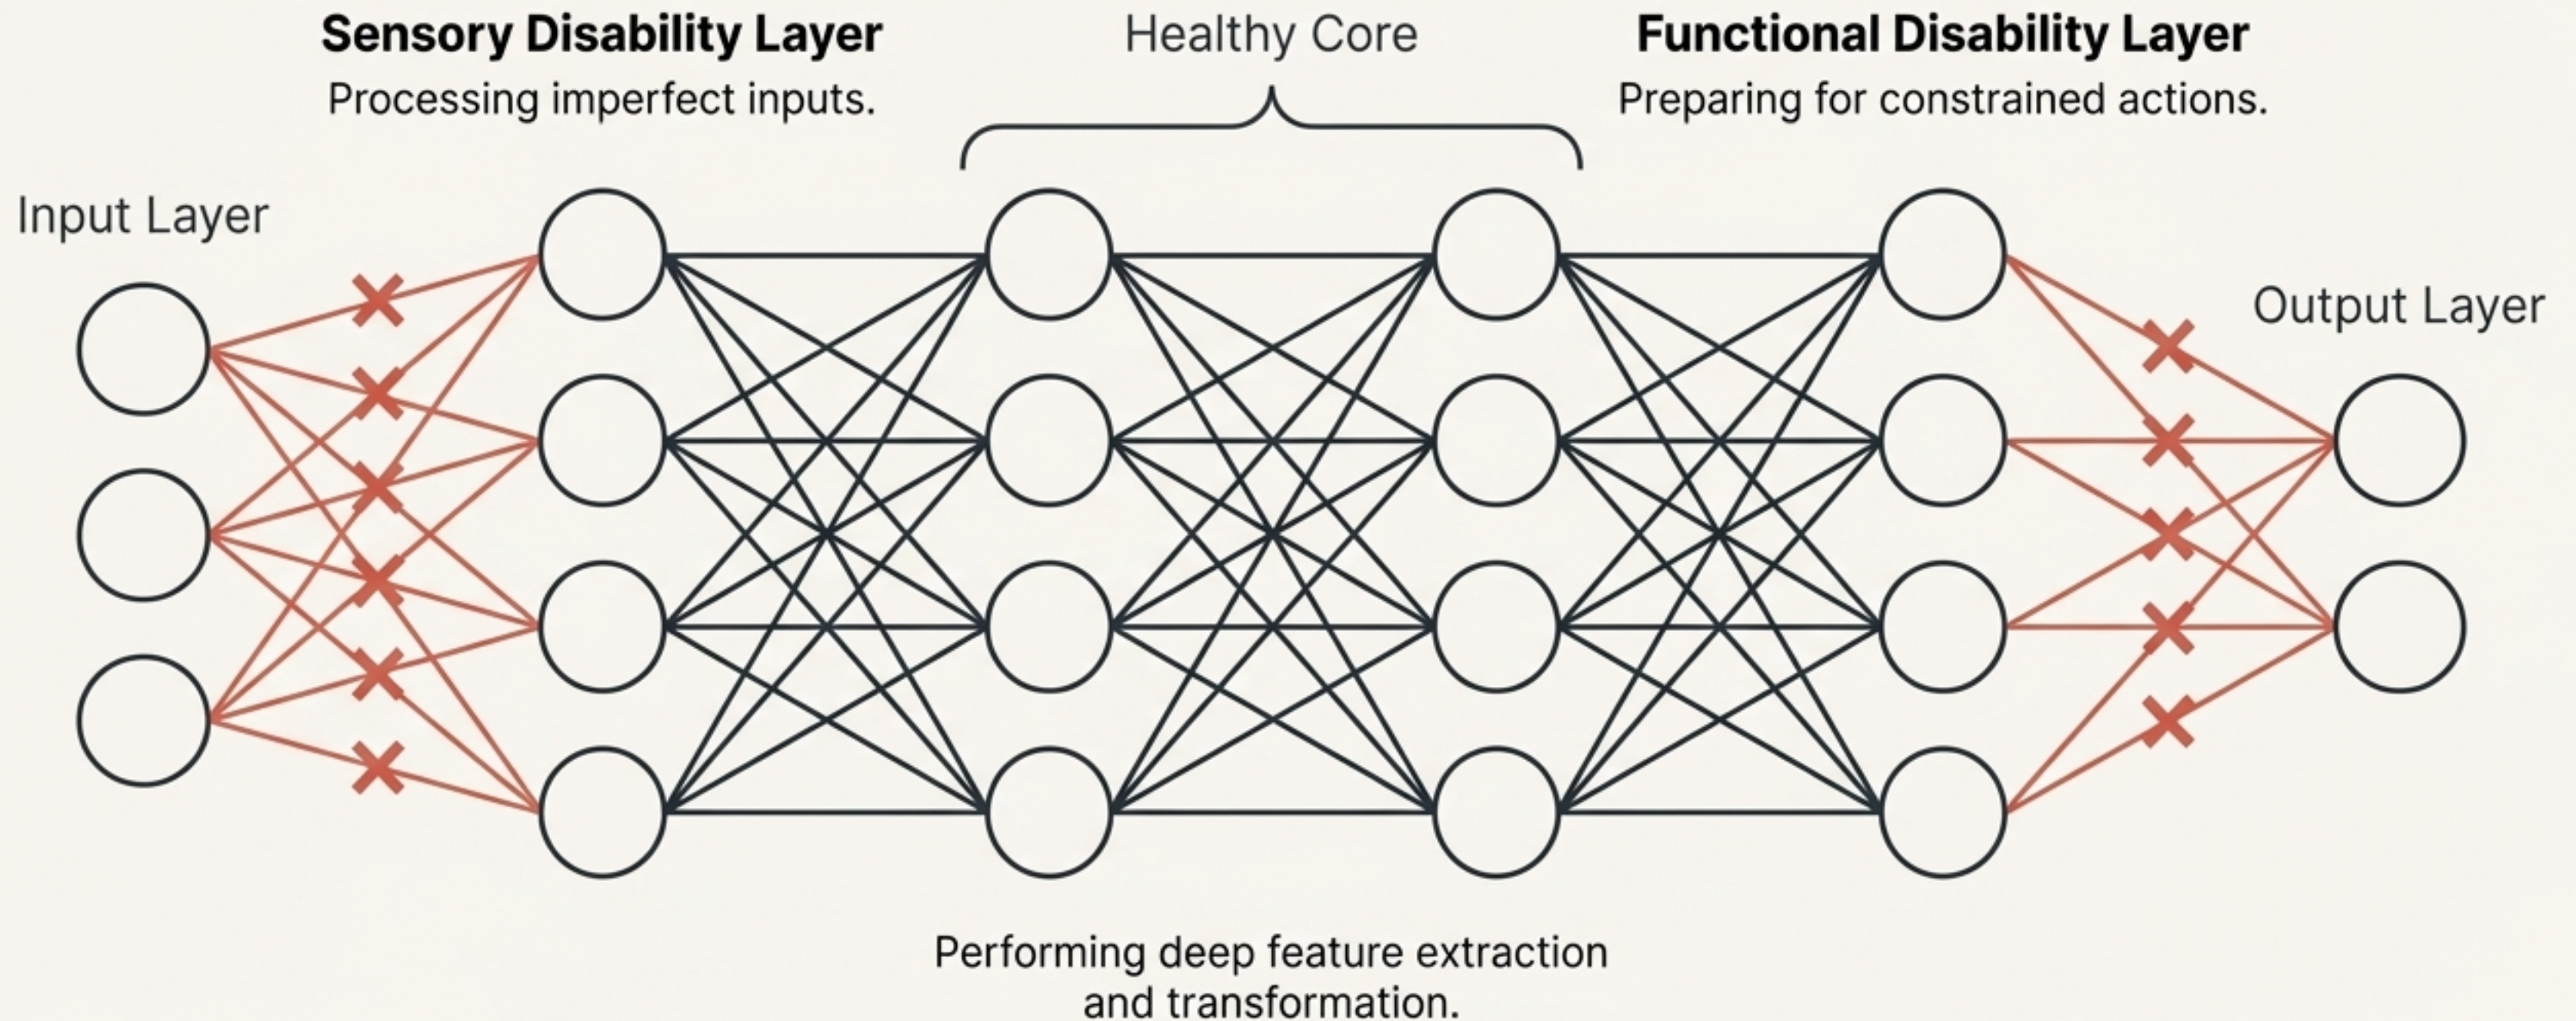 Sensory Disability Layer
Processing imperfect inputs.
Healthy Core
Functional Disability Layer
Preparing for constrained actions.
Input Layer
Output Layer
Performing deep feature extraction
and transformation.